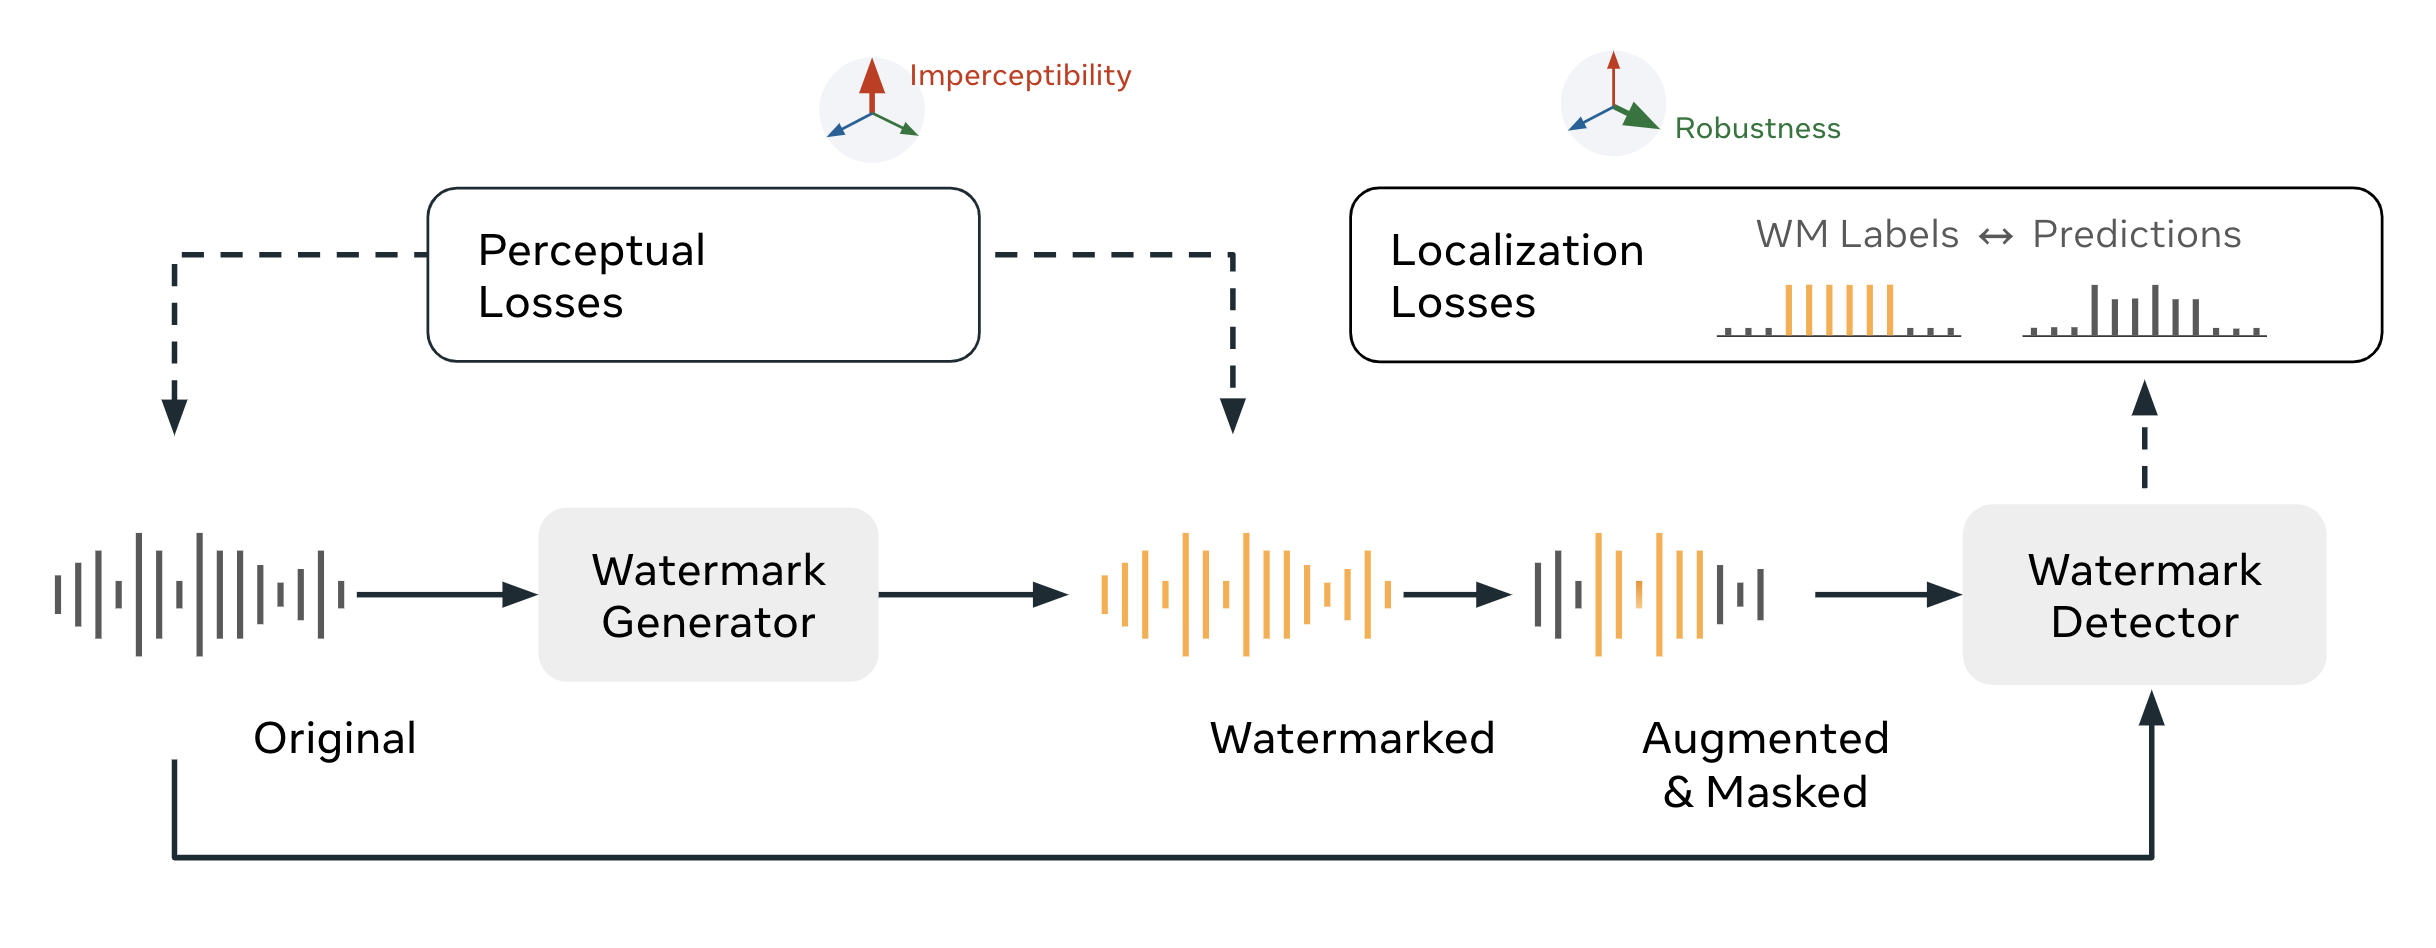 Imperceptibility
Robustness
Perceptual
Losses
Localization
Losses
WM Labels ↔ Predictions
Watermark
Generator
Watermark
Detector
Original
Watermarked
Augmented
& Masked